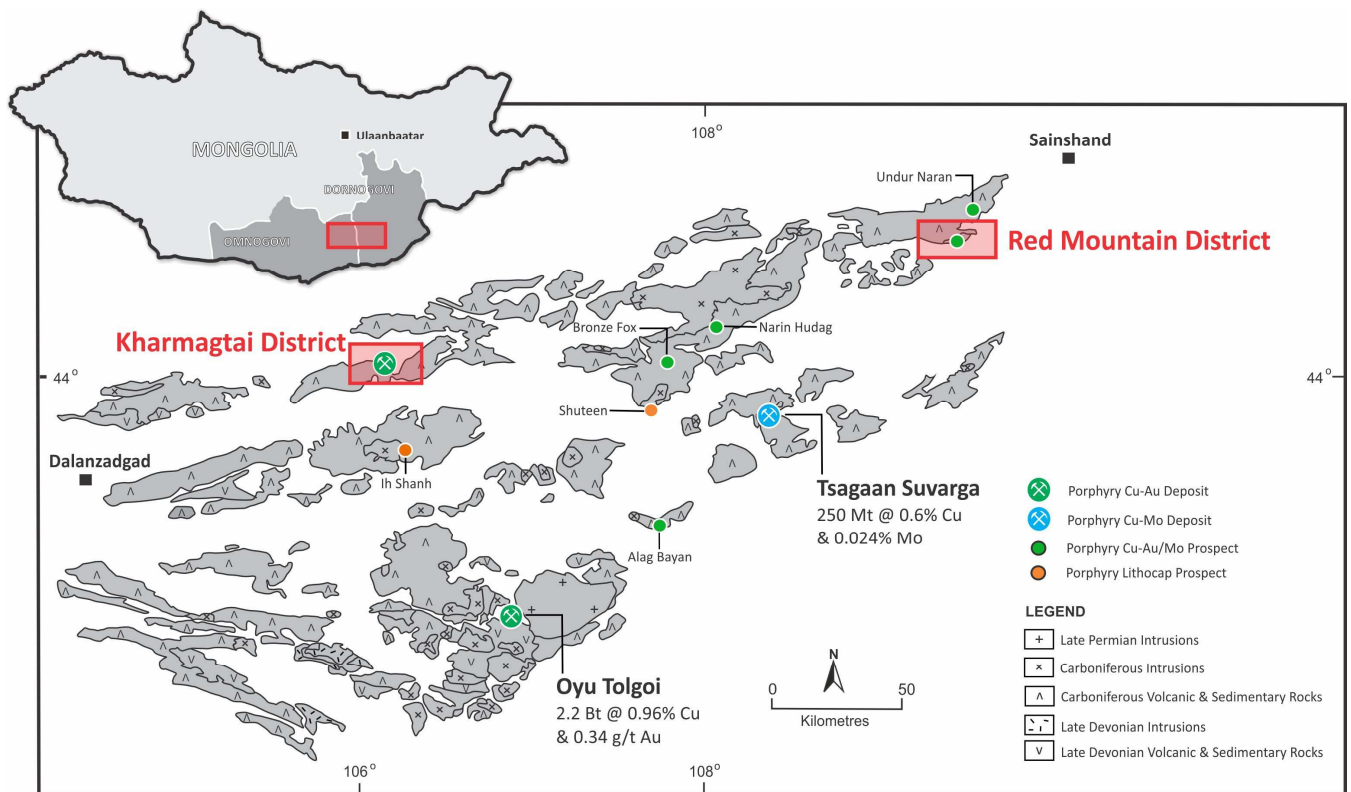 Ulaanbaatar
MONGOLIA
DORNOGOVI
OMNOGOVI
108°
Sainshand
Undur Naran
Red Mountain District
Bronze Fox
Narin Hudag
Kharmagtai District
44°
44°
Shuteen
Dalanzadgad
Ih Shanh
Tsagaan Suvarga
250 Mt @ 0.6% Cu
& 0.024% Mo
Alag Bayan
Porphyry Cu-Au Deposit
Porphyry Cu-Mo Deposit
Porphyry Cu-Au/Mo Prospect
Porphyry Lithocap Prospect
LEGEND
+ Late Permian Intrusions
x Carboniferous Intrusions
^ Carboniferous Volcanic & Sedimentary Rocks
Late Devonian Intrusions
v Late Devonian Volcanic & Sedimentary Rocks
Oyu Tolgoi
2.2 Bt @ 0.96% Cu
& 0.34 g/t Au
N
0 50
Kilometres
106°
108°